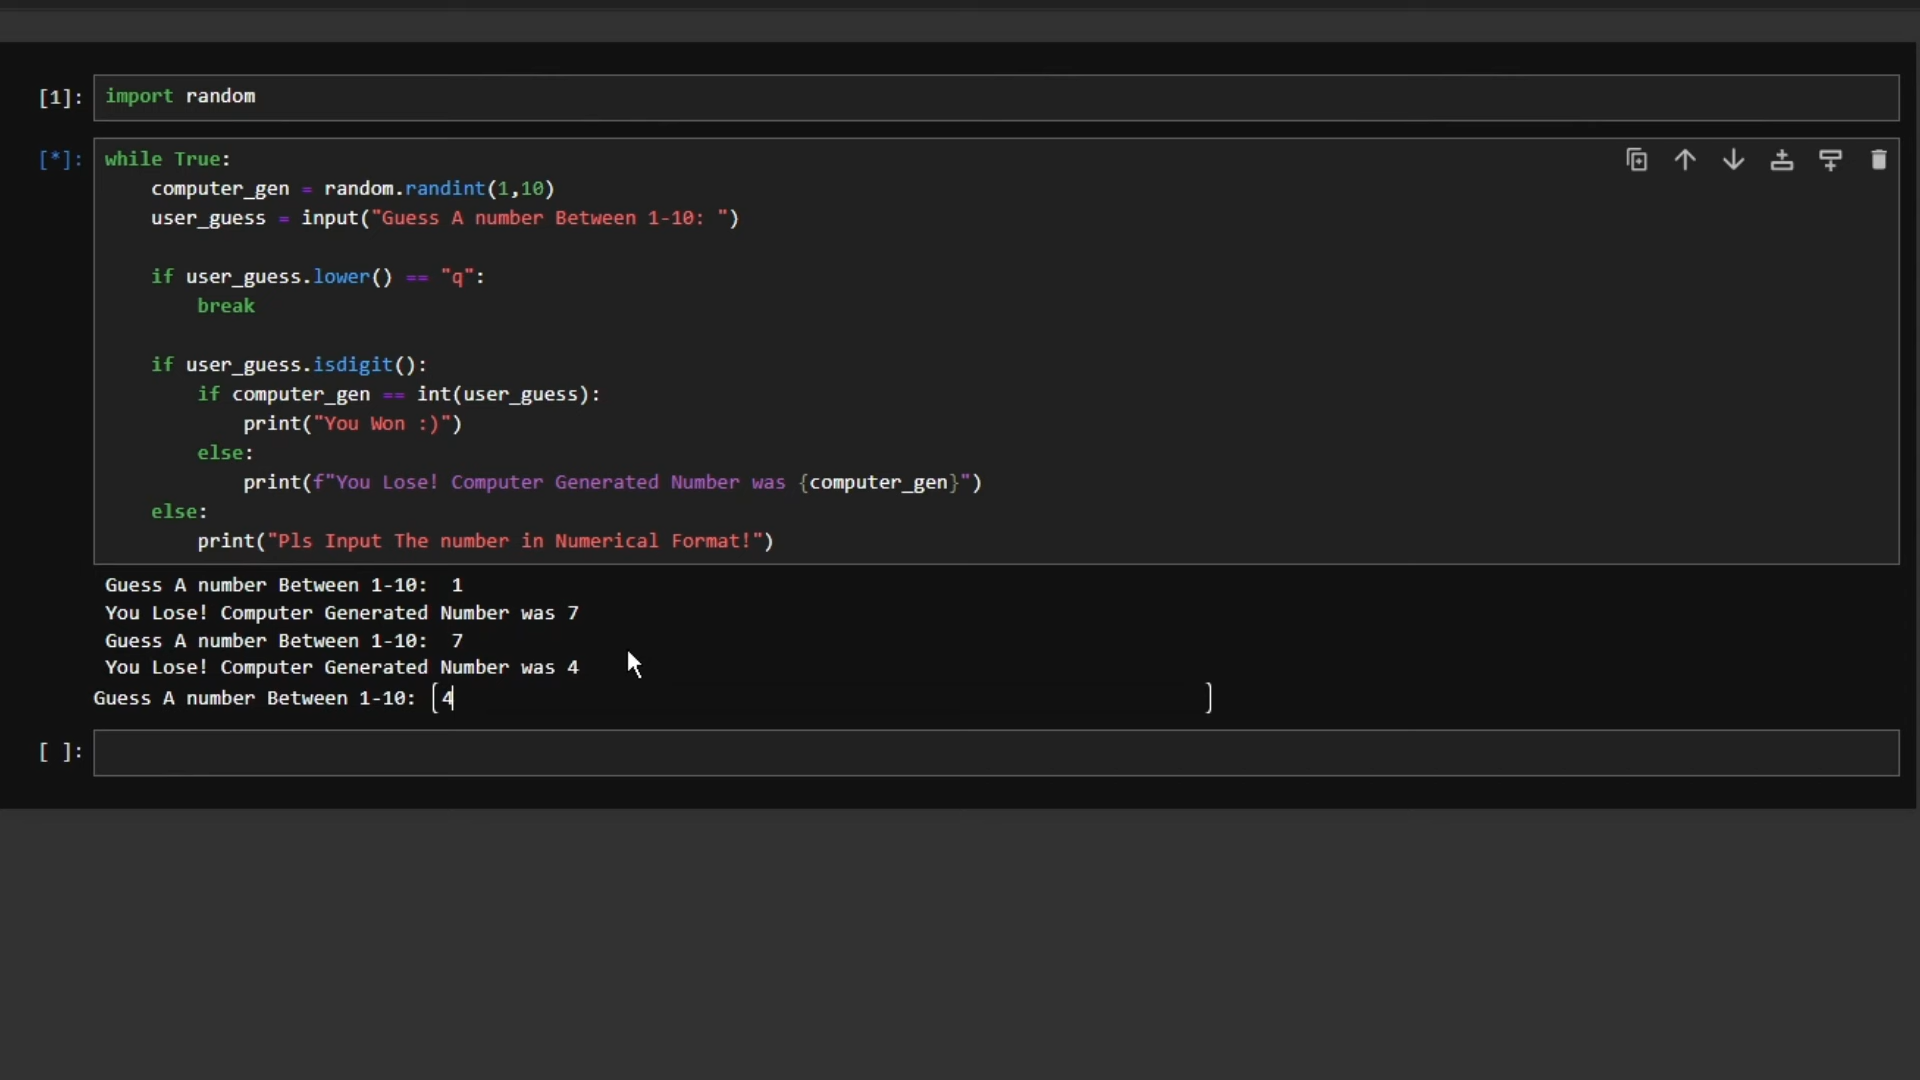 [1]: import random
[*]: while True:
    computer_gen = random.randint(1,10)
    user_guess = input("Guess A number Between 1-10: ")
    if user_guess.lower() == "q":
        break
    if user_guess.isdigit():
        if computer_gen == int(user_guess):
            print("You Won :)")
        else:
            print(f"You Lose! Computer Generated Number was {computer_gen}")
    else:
        print("Pls Input The number in Numerical Format!")
Guess A number Between 1-10:  1
You Lose! Computer Generated Number was 7
Guess A number Between 1-10:  7
You Lose! Computer Generated Number was 4
Guess A number Between 1-10: 4
[ ]: